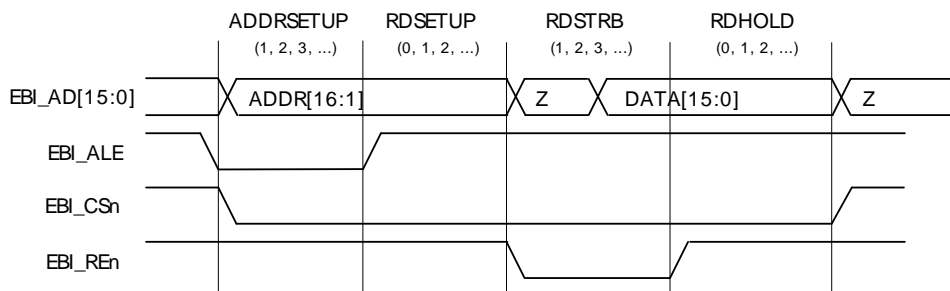 ADDRSETUP RDSETUP RDSTRB RDHOLD
(1, 2, 3, ...) (0, 1, 2, ...) (1, 2, 3, ...) (0, 1, 2, ...)
EBI_AD[15:0] ADDR[16:1] Z DATA[15:0] Z
EBI_ALE
EBI_CSn
EBI_REn